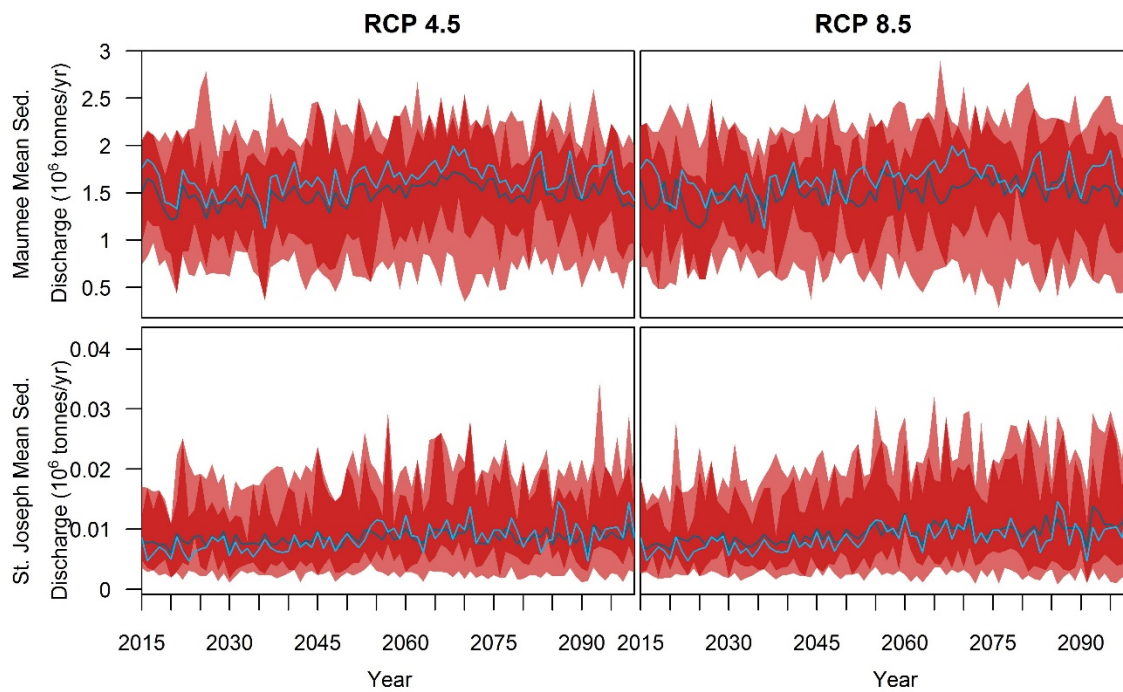 RCP 4.5
RCP 8.5
Maumee Mean Sed.
Discharge (10⁶ tonnes/yr)
3
2.5
2
1.5
1
0.5
St. Joseph Mean Sed.
Discharge (10⁶ tonnes/yr)
0.04
0.03
0.02
0.01
0
2015 2030 2045 2060 2075 2090 2015 2030 2045 2060 2075 2090
Year Year